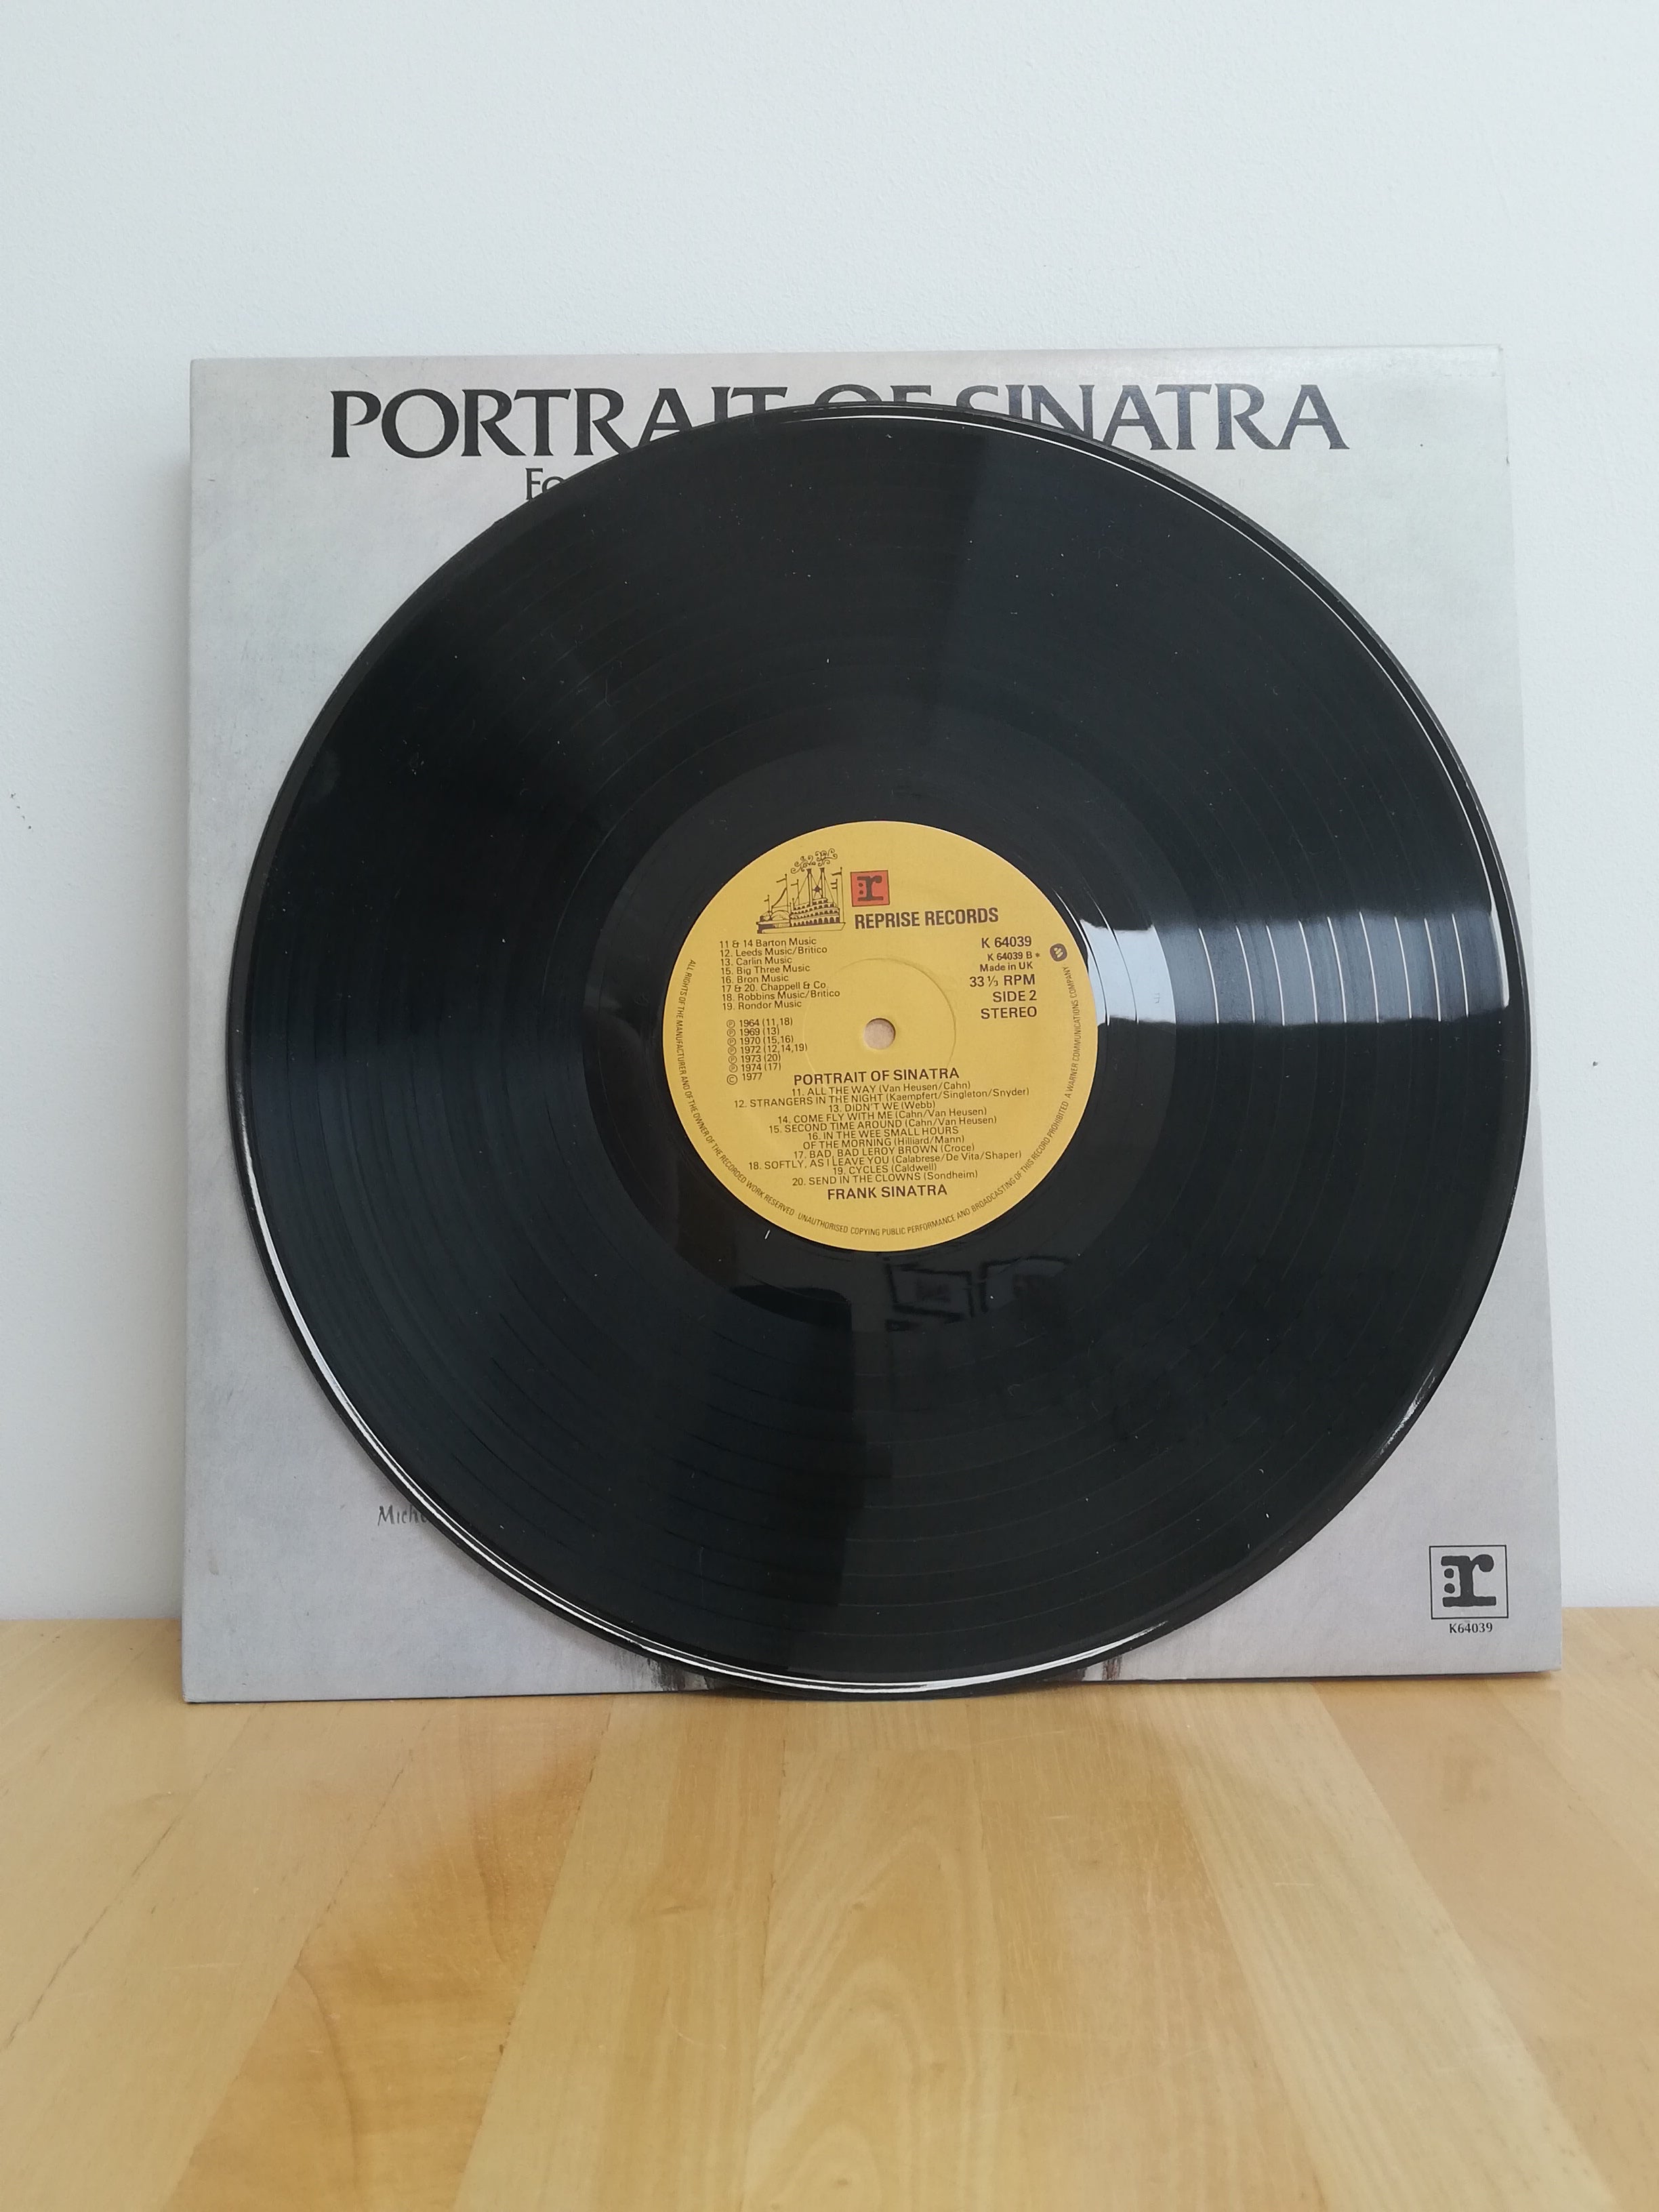 PORTRAIT OF SINATRA
Fo
r
REPRISE RECORDS
11 & 14 Barton Music
12. Leeds Music/Britico
13. Carlin Music
15. Big Three Music
16. Bron Music
17 & 20. Chappell & Co.
18. Robbins Music/Britico
19. Rondor Music
K 64039
K 64039 B*
Made in UK
33 ⅓ RPM
SIDE 2
STEREO
℗ 1964 (11,18)
℗ 1969 (13)
℗ 1970 (15,16)
℗ 1972 (12,14,19)
℗ 1973 (20)
℗ 1974 (17)
© 1977
PORTRAIT OF SINATRA
11. ALL THE WAY (Van Heusen/Cahn)
12. STRANGERS IN THE NIGHT (Kaempfert/Singleton/Snyder)
13. DIDN'T WE (Webb)
14. COME FLY WITH ME (Cahn/Van Heusen)
15. SECOND TIME AROUND (Cahn/Van Heusen)
16. IN THE WEE SMALL HOURS
OF THE MORNING (Hilliard/Mann)
17. BAD, BAD LEROY BROWN (Croce)
18. SOFTLY, AS I LEAVE YOU (Calabrese/De Vita/Shaper)
19. CYCLES (Caldwell)
20. SEND IN THE CLOWNS (Sondheim)
FRANK SINATRA
ALL RIGHTS OF THE MANUFACTURER AND OF THE OWNER OF THE RECORDED WORK RESERVED · UNAUTHORISED COPYING PUBLIC PERFORMANCE AND BROADCASTING OF THIS RECORD PROHIBITED · A WARNER COMMUNICATIONS COMPANY
Miche
r
K64039